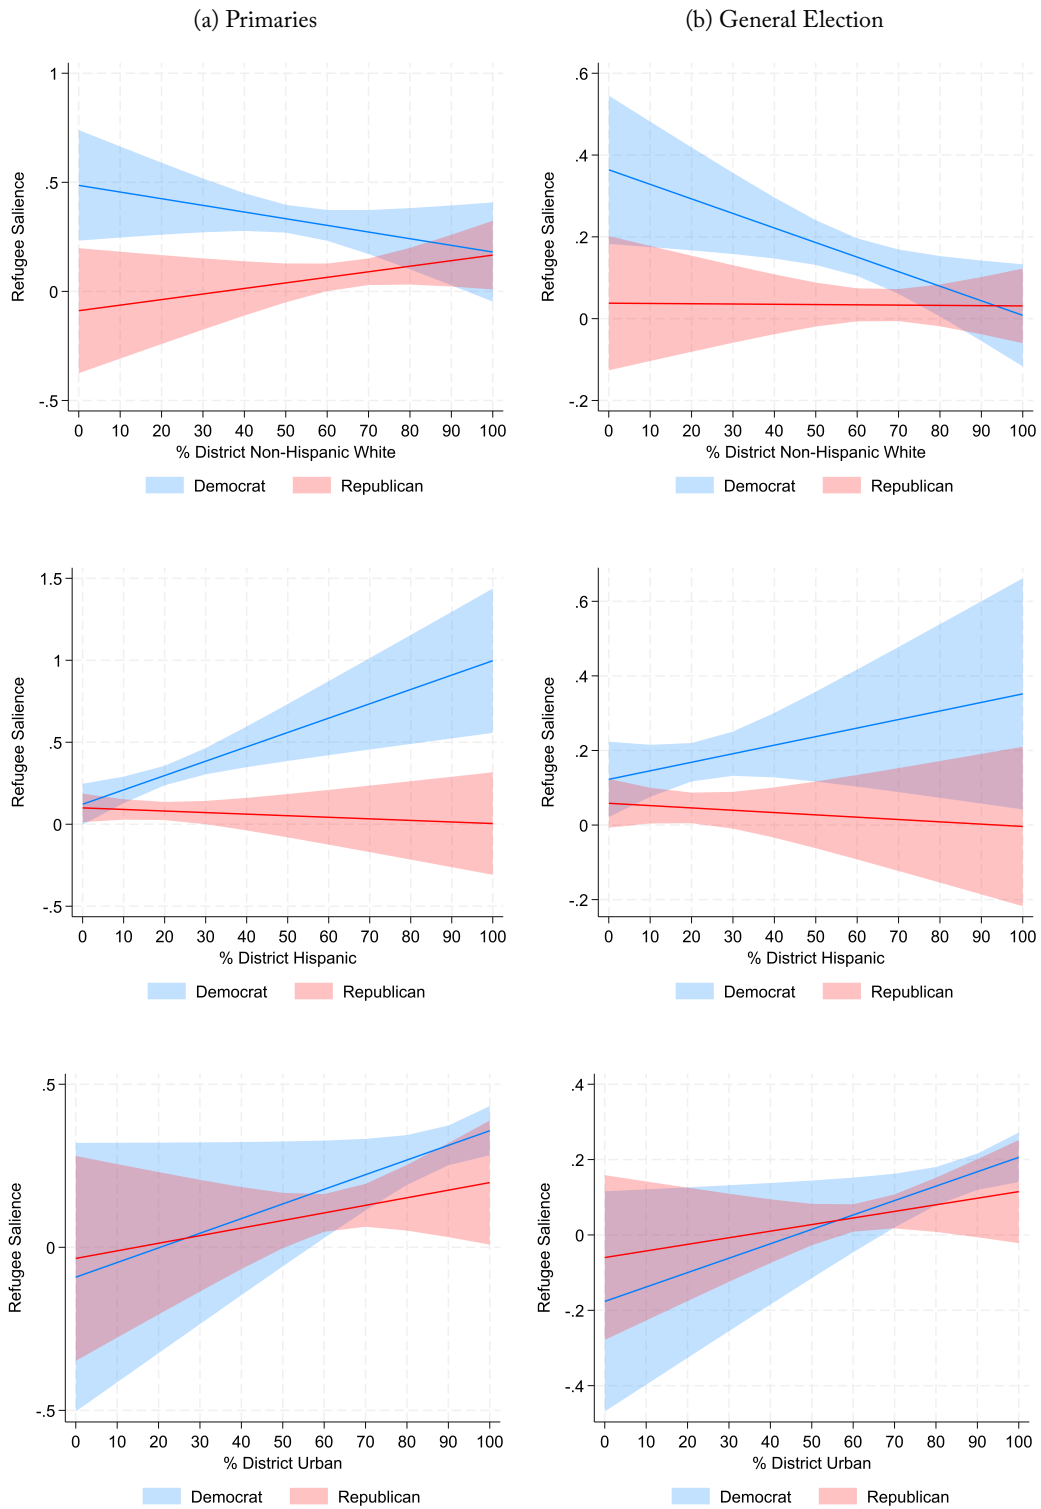 (a) Primaries
(b) General Election
Refugee Salience
1
.5
0
-.5
0 10 20 30 40 50 60 70 80 90 100
% District Non-Hispanic White
Democrat Republican
Refugee Salience
.6
.4
.2
0
-.2
0 10 20 30 40 50 60 70 80 90 100
% District Non-Hispanic White
Democrat Republican
Refugee Salience
1.5
1
.5
0
-.5
0 10 20 30 40 50 60 70 80 90 100
% District Hispanic
Democrat Republican
Refugee Salience
.6
.4
.2
0
-.2
0 10 20 30 40 50 60 70 80 90 100
% District Hispanic
Democrat Republican
Refugee Salience
.5
0
-.5
0 10 20 30 40 50 60 70 80 90 100
% District Urban
Democrat Republican
Refugee Salience
.4
.2
0
-.2
-.4
0 10 20 30 40 50 60 70 80 90 100
% District Urban
Democrat Republican